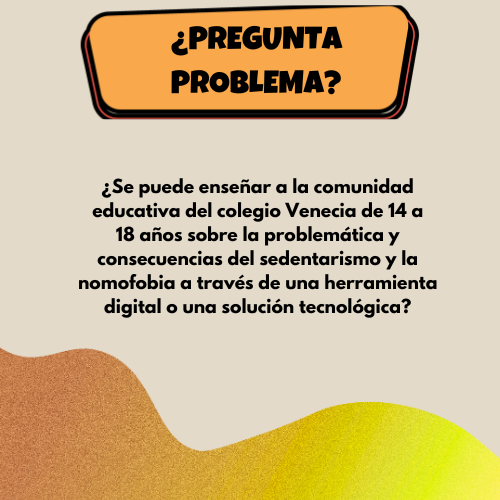 ¿PREGUNTA
PROBLEMA?
¿Se puede enseñar a la comunidad
educativa del colegio Venecia de 14 a
18 años sobre la problemática y
consecuencias del sedentarismo y la
nomofobia a través de una herramienta
digital o una solución tecnológica?